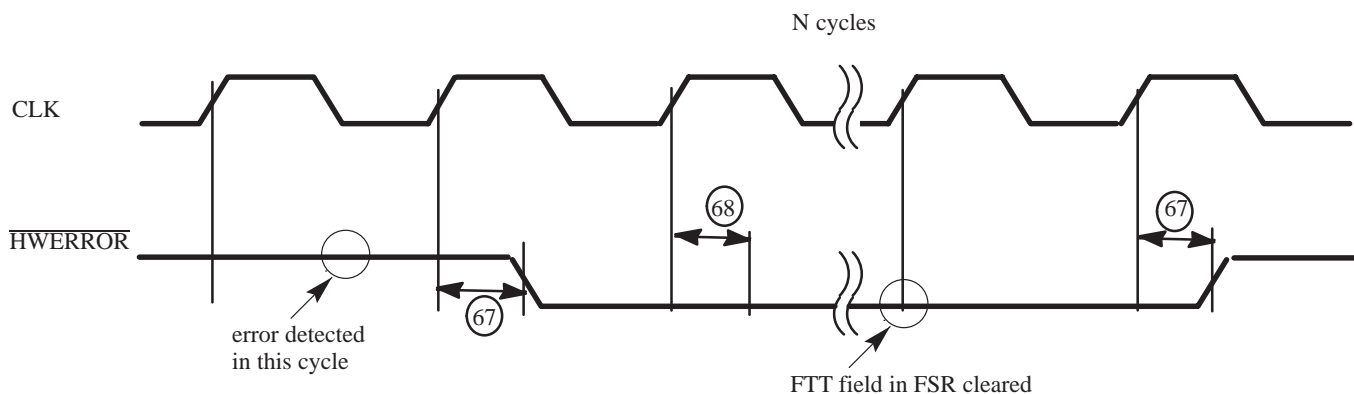 N cycles
CLK
68
67
HWERROR
67
error detected
in this cycle
FTT field in FSR cleared